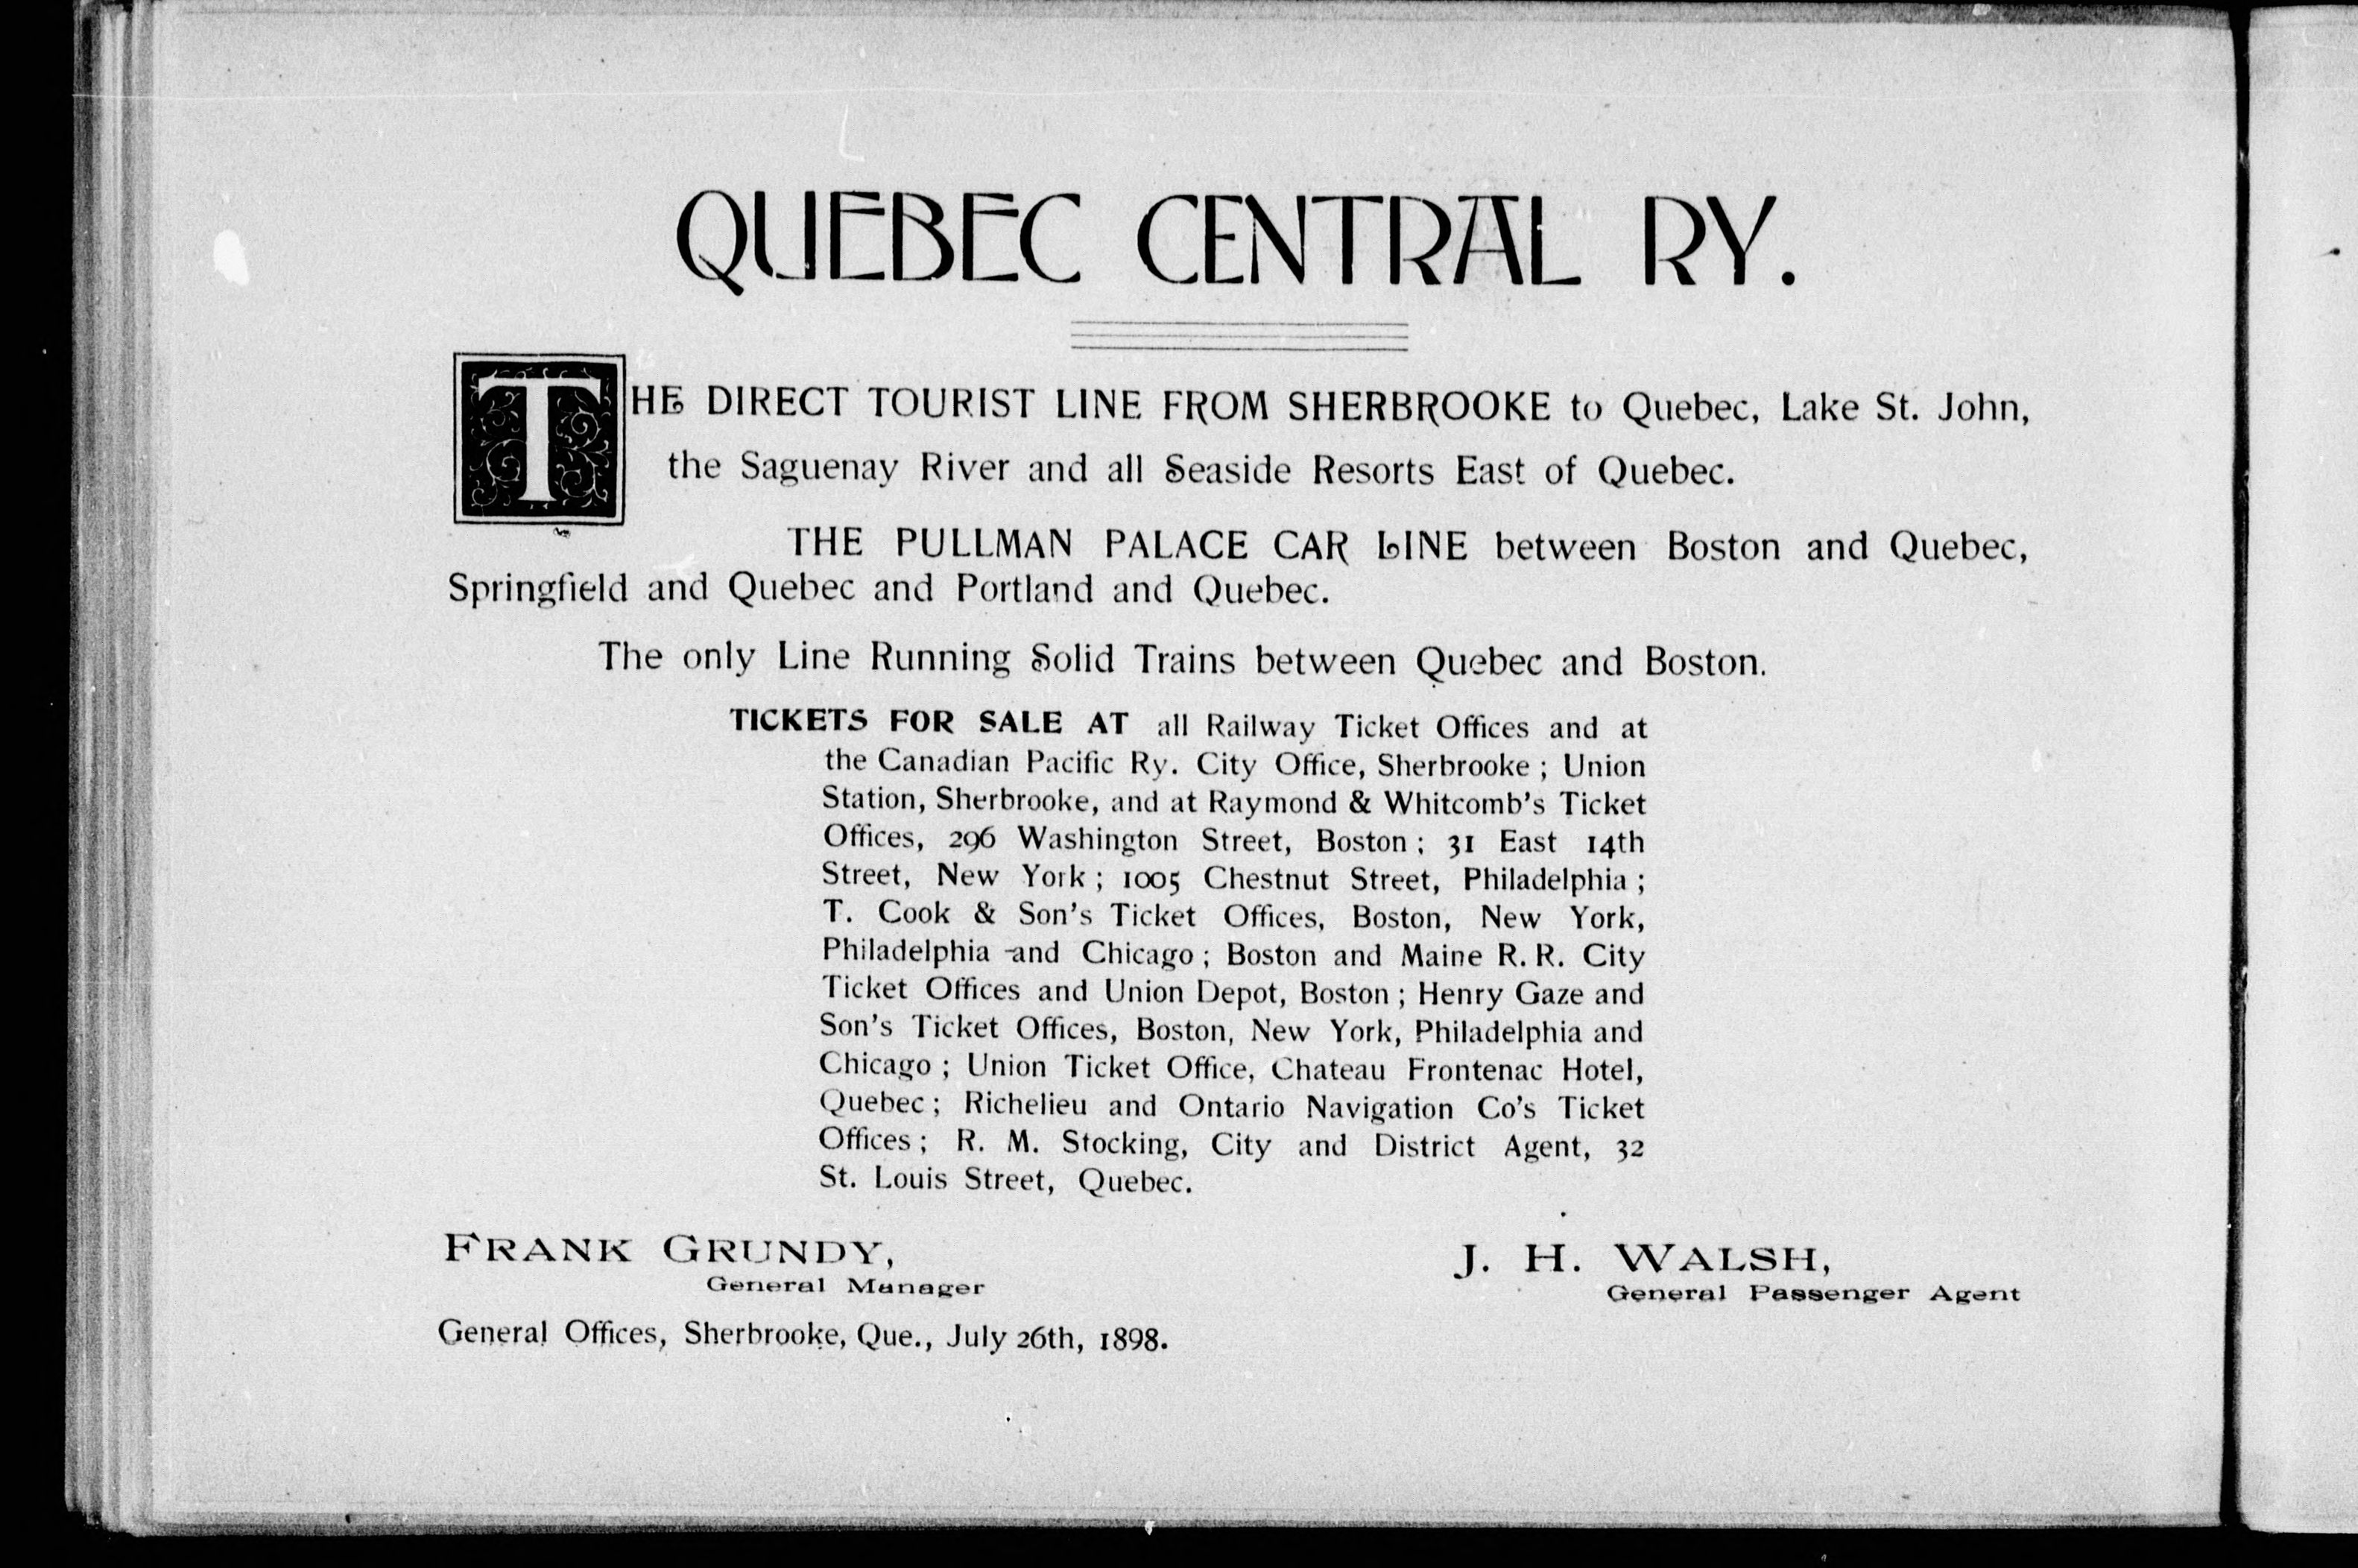 QUEBEC CENTRAL RY.
THE DIRECT TOURIST LINE FROM SHERBROOKE to Quebec, Lake St. John,
the Saguenay River and all Seaside Resorts East of Quebec.
THE PULLMAN PALACE CAR LINE between Boston and Quebec,
Springfield and Quebec and Portland and Quebec.
The only Line Running Solid Trains between Quebec and Boston.
TICKETS FOR SALE AT all Railway Ticket Offices and at
the Canadian Pacific Ry. City Office, Sherbrooke ; Union
Station, Sherbrooke, and at Raymond & Whitcomb's Ticket
Offices, 296 Washington Street, Boston ; 31 East 14th
Street, New York ; 1005 Chestnut Street, Philadelphia ;
T. Cook & Son's Ticket Offices, Boston, New York,
Philadelphia and Chicago ; Boston and Maine R. R. City
Ticket Offices and Union Depot, Boston ; Henry Gaze and
Son's Ticket Offices, Boston, New York, Philadelphia and
Chicago ; Union Ticket Office, Chateau Frontenac Hotel,
Quebec ; Richelieu and Ontario Navigation Co's Ticket
Offices ; R. M. Stocking, City and District Agent, 32
St. Louis Street, Quebec.
FRANK GRUNDY,
General Manager
J. H. WALSH,
General Passenger Agent
General Offices, Sherbrooke, Que., July 26th, 1898.